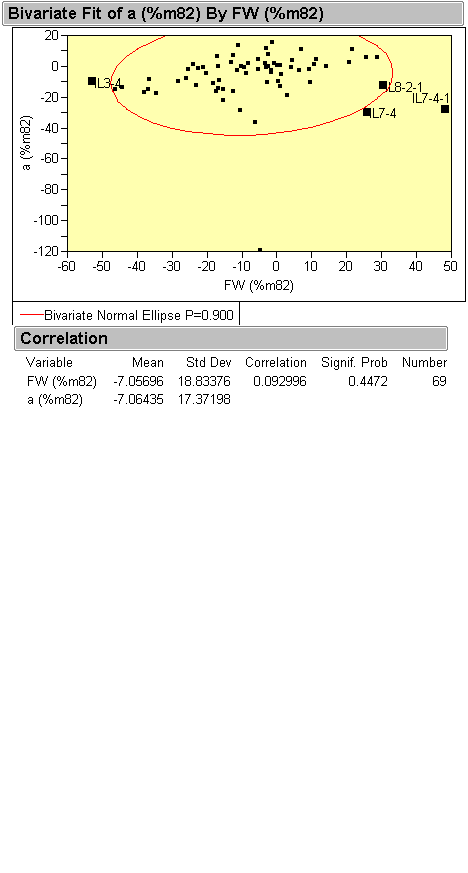 Bivariate Fit of a (%m82) By FW (%m82)
20
0
-20
-40
-60
-80
-100
-120
a (%m82)
IL3-4
IL8-2-1
IL7-4-1
IL7-4
-60 -50 -40 -30 -20 -10 0 10 20 30 40 50
FW (%m82)
Bivariate Normal Ellipse P=0.900
Correlation
Variable Mean Std Dev Correlation Signif. Prob Number
FW (%m82) -7.05696 18.83376 0.092996 0.4472 69
a (%m82) -7.06435 17.37198